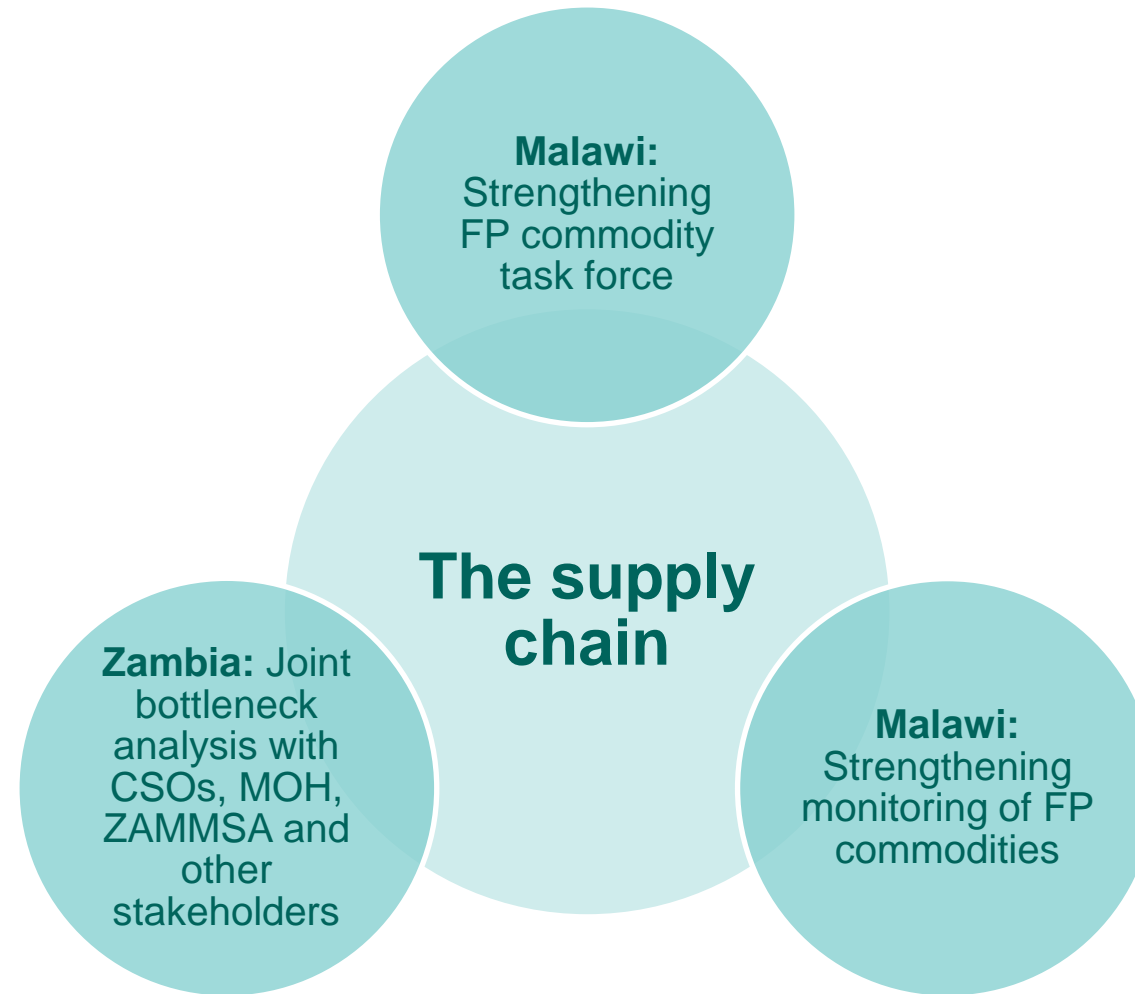 Malawi:
Strengthening
FP commodity
task force
The supply
chain
Zambia: Joint
bottleneck
analysis with
CSOs, MOH,
ZAMMSA and
other
stakeholders
Malawi:
Strengthening
monitoring of FP
commodities